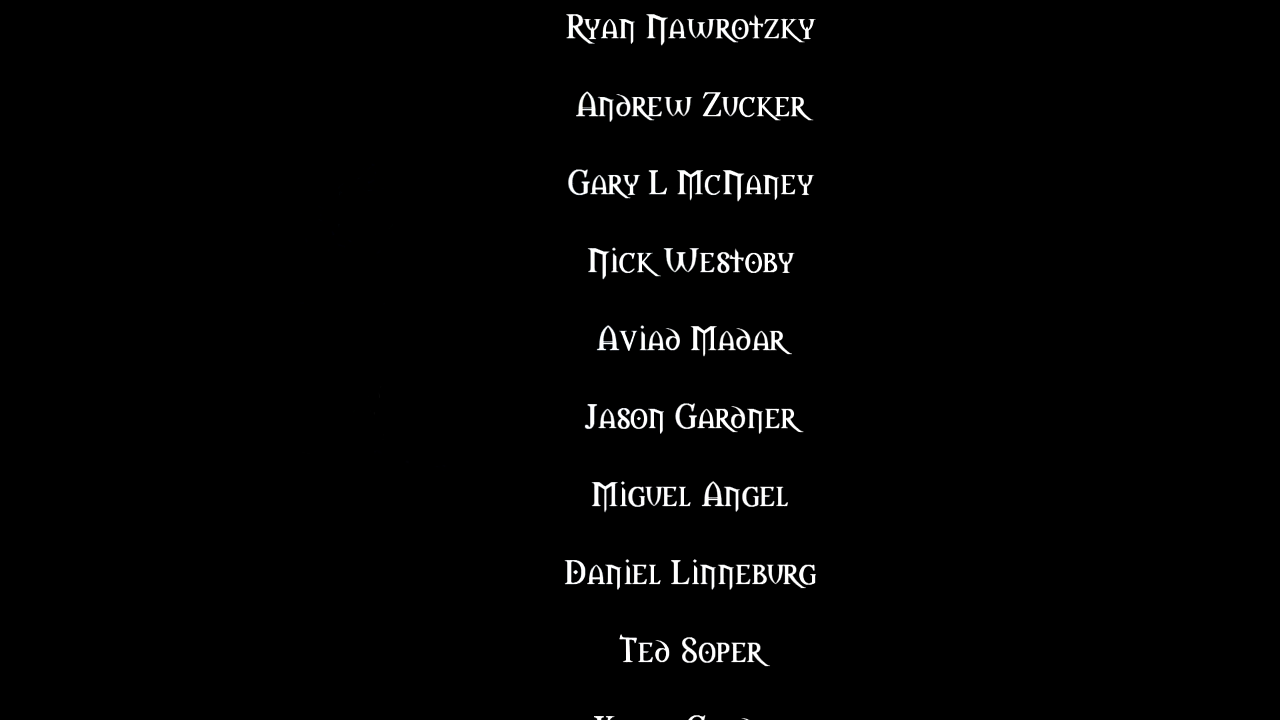 Ryan Nawrotzky
Andrew Zucker
Gary L McNaney
Nick Westoby
Aviad Madar
Jason Gardner
Miguel Angel
Daniel Linneburg
Ted Soper